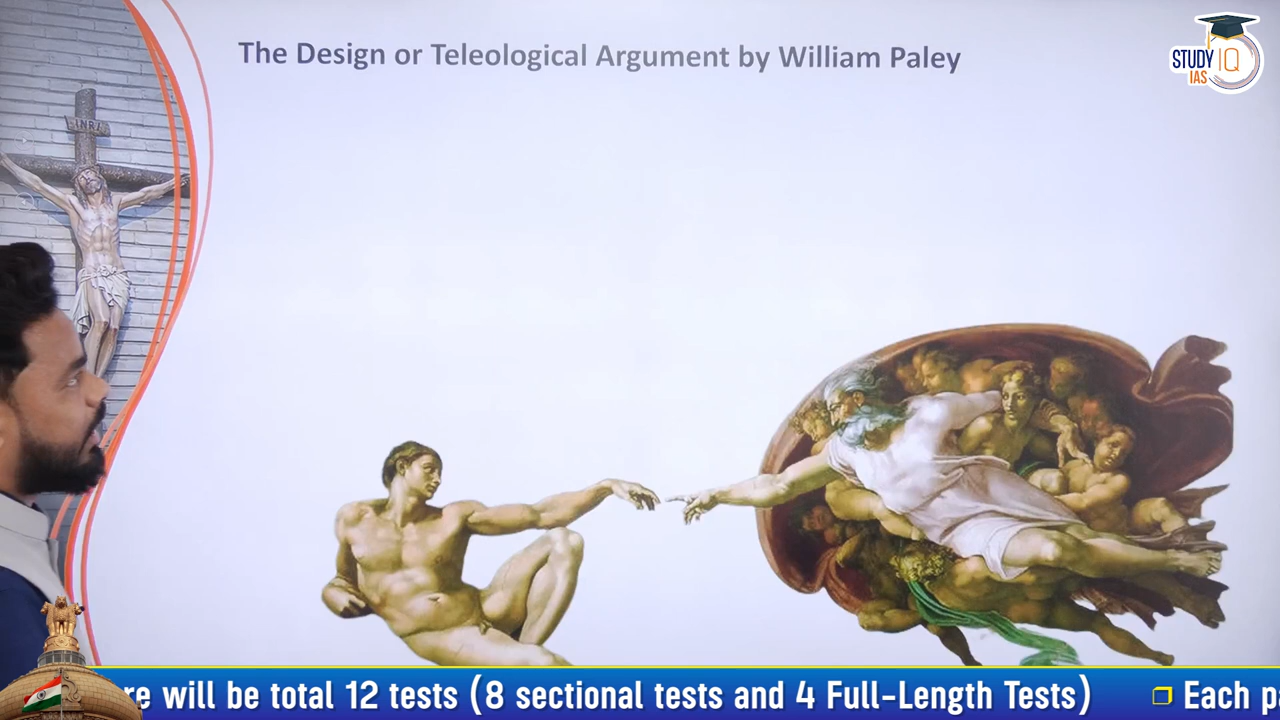 The Design or Teleological Argument by William Paley
STUDY IQ
IAS
INRI
re will be total 12 tests (8 sectional tests and 4 Full-Length Tests) ❒ Each p